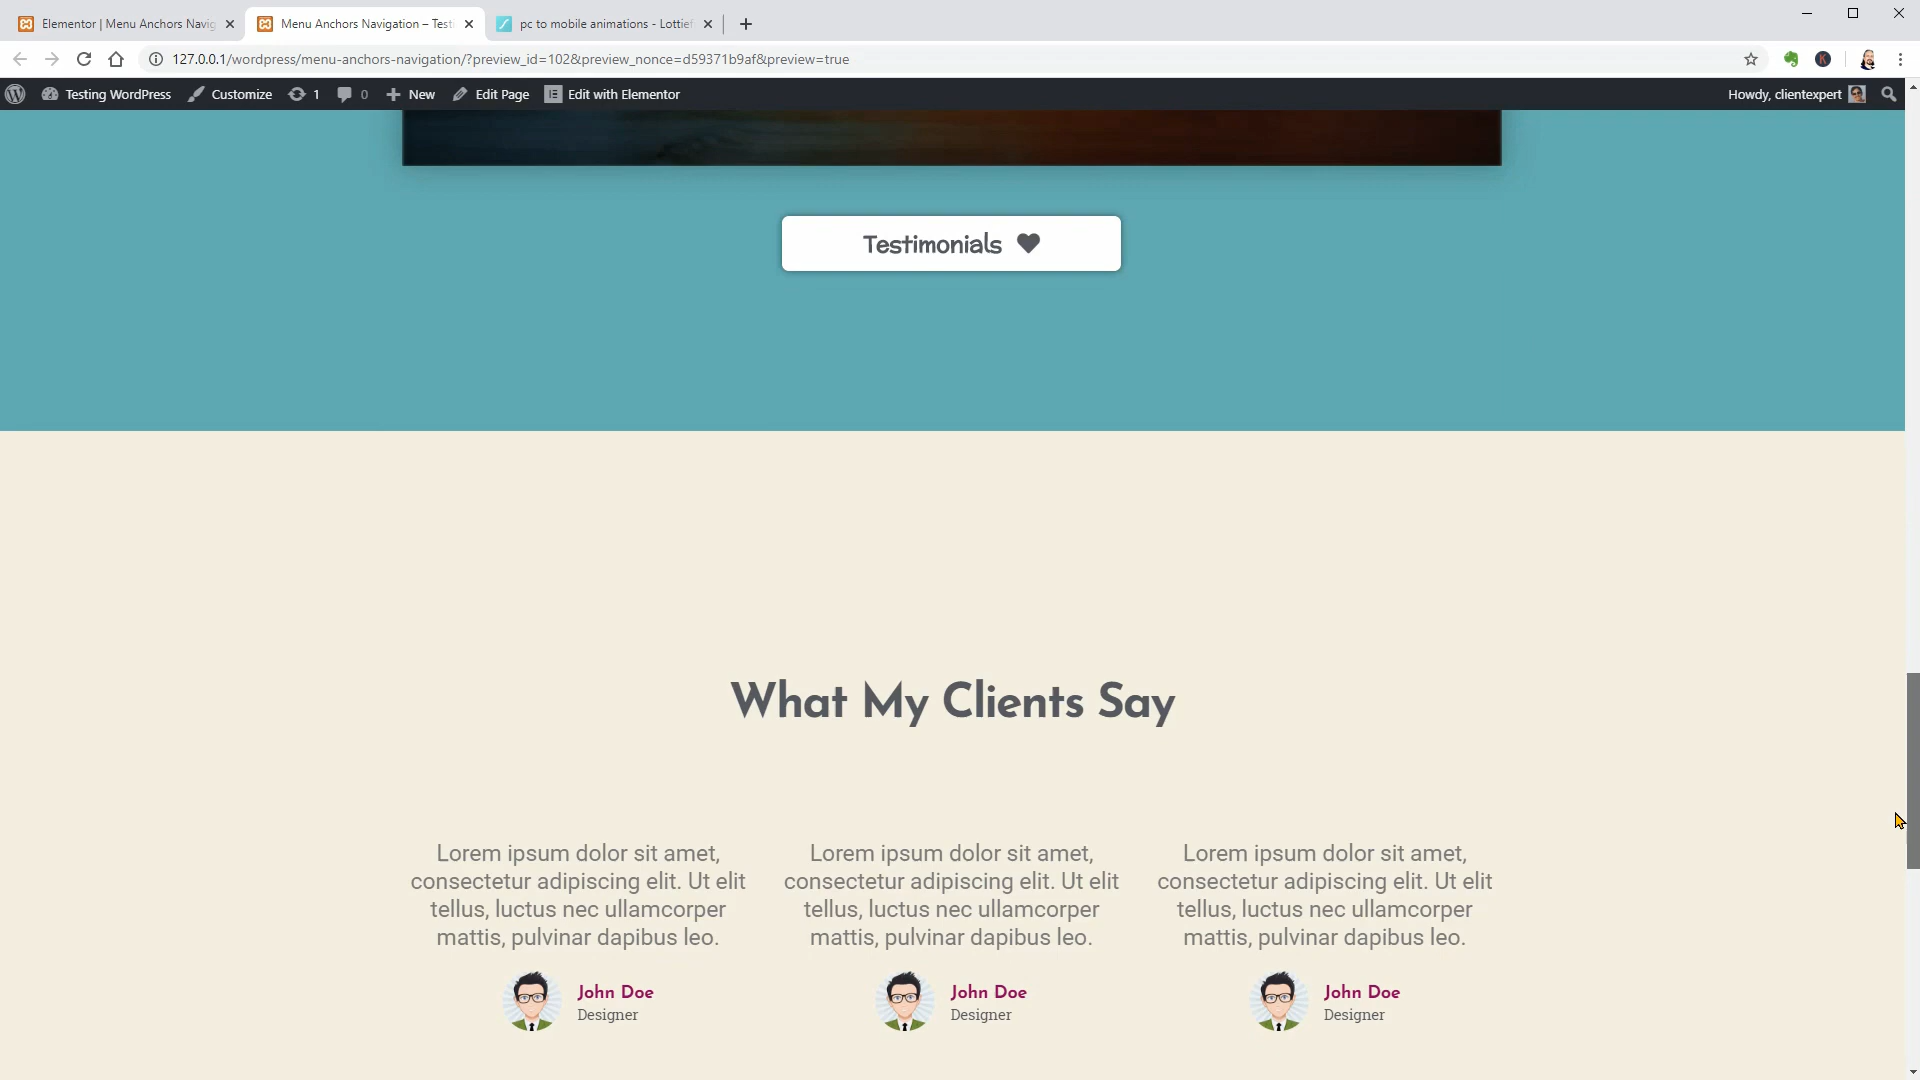 Elementor | Menu Anchors Navig
Menu Anchors Navigation – Test
pc to mobile animations - Lottief
127.0.0.1/wordpress/menu-anchors-navigation/?preview_id=102&preview_nonce=d59371b9af&preview=true
Testing WordPress
Customize
1
0
New
Edit Page
Edit with Elementor
Howdy, clientexpert
Testimonials
What My Clients Say
Lorem ipsum dolor sit amet,
consectetur adipiscing elit. Ut elit
tellus, luctus nec ullamcorper
mattis, pulvinar dapibus leo.
John Doe
Designer
Lorem ipsum dolor sit amet,
consectetur adipiscing elit. Ut elit
tellus, luctus nec ullamcorper
mattis, pulvinar dapibus leo.
John Doe
Designer
Lorem ipsum dolor sit amet,
consectetur adipiscing elit. Ut elit
tellus, luctus nec ullamcorper
mattis, pulvinar dapibus leo.
John Doe
Designer